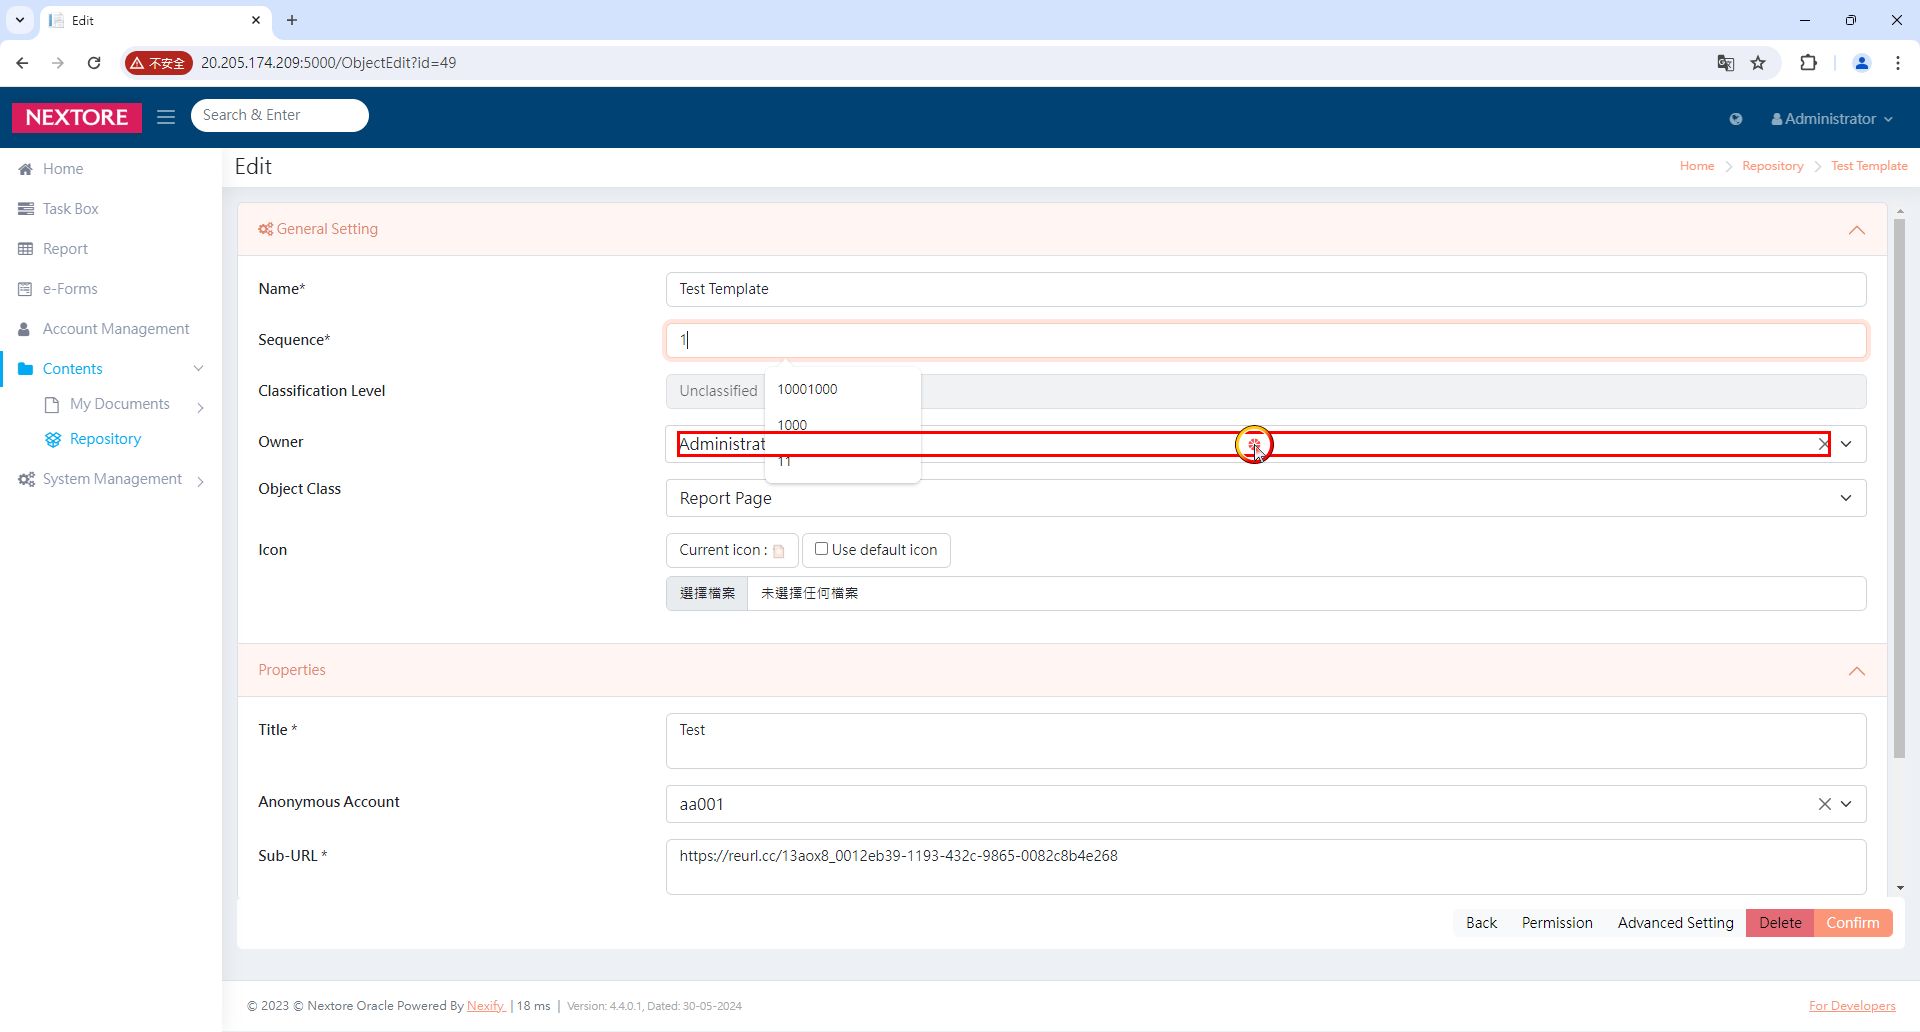 Edit
不安全
20.205.174.209:5000/ObjectEdit?id=49
NEXTORE
Search & Enter
Administrator
Home
Task Box
Report
e-Forms
Account Management
Contents
My Documents
Repository
System Management
Edit
Home Repository Test Template
General Setting
Name*
Test Template
Sequence*
1
10001000
1000
11
Classification Level
Unclassified
Owner
Administrat
Object Class
Report Page
Icon
Current icon :
Use default icon
選擇檔案 未選擇任何檔案
Properties
Title *
Test
Anonymous Account
aa001
Sub-URL *
https://reurl.cc/13aox8_0012eb39-1193-432c-9865-0082c8b4e268
Back Permission Advanced Setting Delete Confirm
© 2023 © Nextore Oracle Powered By Nexify | 18 ms | Version: 4.4.0.1, Dated: 30-05-2024
For Developers